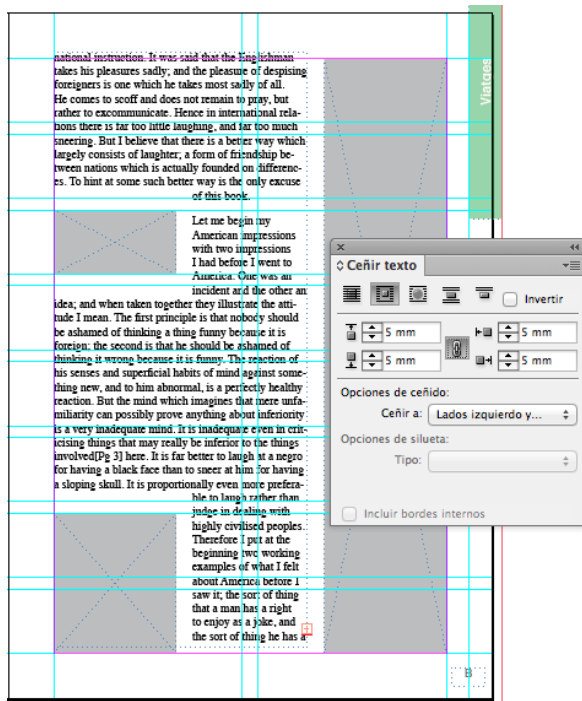 national instruction. It was said that the Englishman
takes his pleasures sadly; and the pleasure of despising
foreigners is one which he takes most sadly of all.
He comes to scoff and does not remain to pray, but
rather to excommunicate. Hence in international rela-
tions there is far too little laughing, and far too much
sneering. But I believe that there is a better way which
largely consists of laughter; a form of friendship be-
tween nations which is actually founded on differenc-
es. To hint at some such better way is the only excuse
of this book.
Let me begin my
American impressions
with two impressions
I had before I went to
America. One was an
incident and the other an
idea; and when taken together they illustrate the atti-
tude I mean. The first principle is that nobody should
be ashamed of thinking a thing funny because it is
foreign; the second is that he should be ashamed of
thinking it wrong because it is funny. The reaction of
his senses and superficial habits of mind against some-
thing new, and to him abnormal, is a perfectly healthy
reaction. But the mind which imagines that mere unfa-
miliarity can possibly prove anything about inferiority
is a very inadequate mind. It is inadequate even in crit-
icising things that may really be inferior to the things
involved[Pg 3] here. It is far better to laugh at a negro
for having a black face than to sneer at him for having
a sloping skull. It is proportionally even more prefera-
ble to laugh rather than
judge in dealing with
highly civilised peoples.
Therefore I put at the
beginning two working
examples of what I felt
about America before I
saw it; the sort of thing
that a man has a right
to enjoy as a joke, and
the sort of thing he has a
Viatges
B
Ceñir texto
Invertir
5 mm
5 mm
5 mm
5 mm
Opciones de ceñido:
Ceñir a: Lados izquierdo y...
Opciones de silueta:
Tipo:
Incluir bordes internos